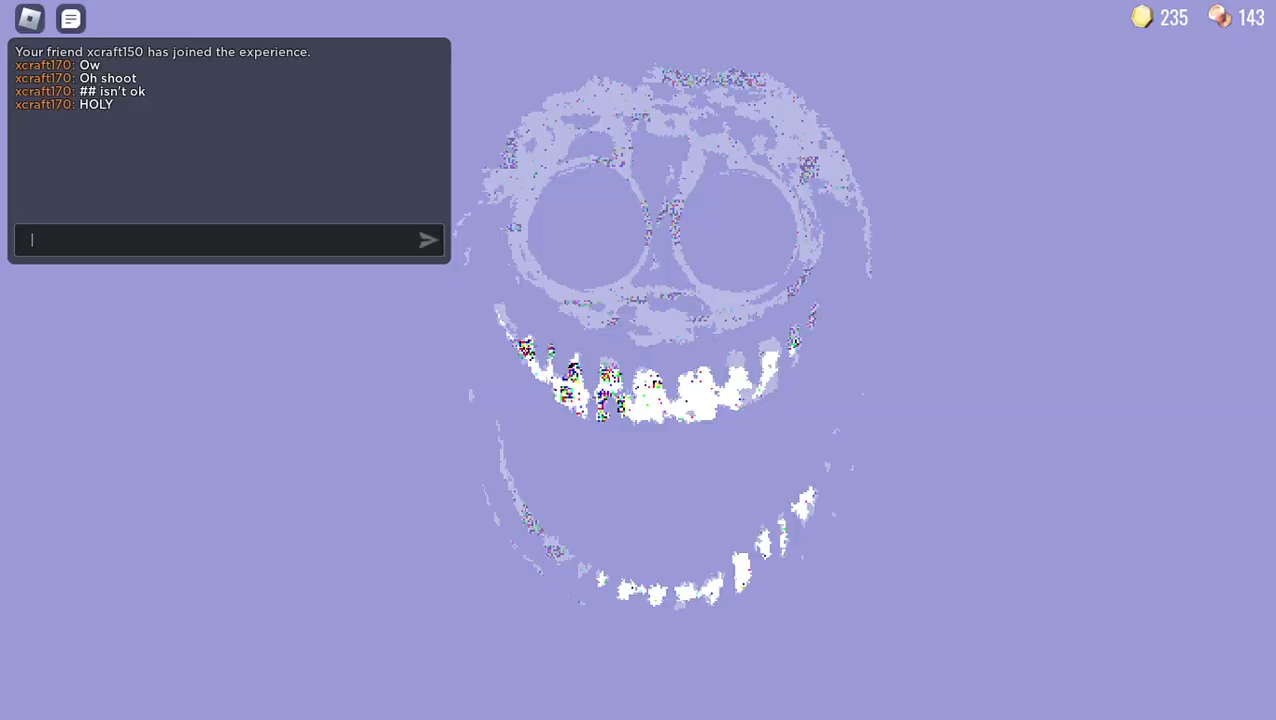 235
143
Your friend xcraft150 has joined the experience.
xcraft170: Ow
xcraft170: Oh shoot
xcraft170: ## isn't ok
xcraft170: HOLY